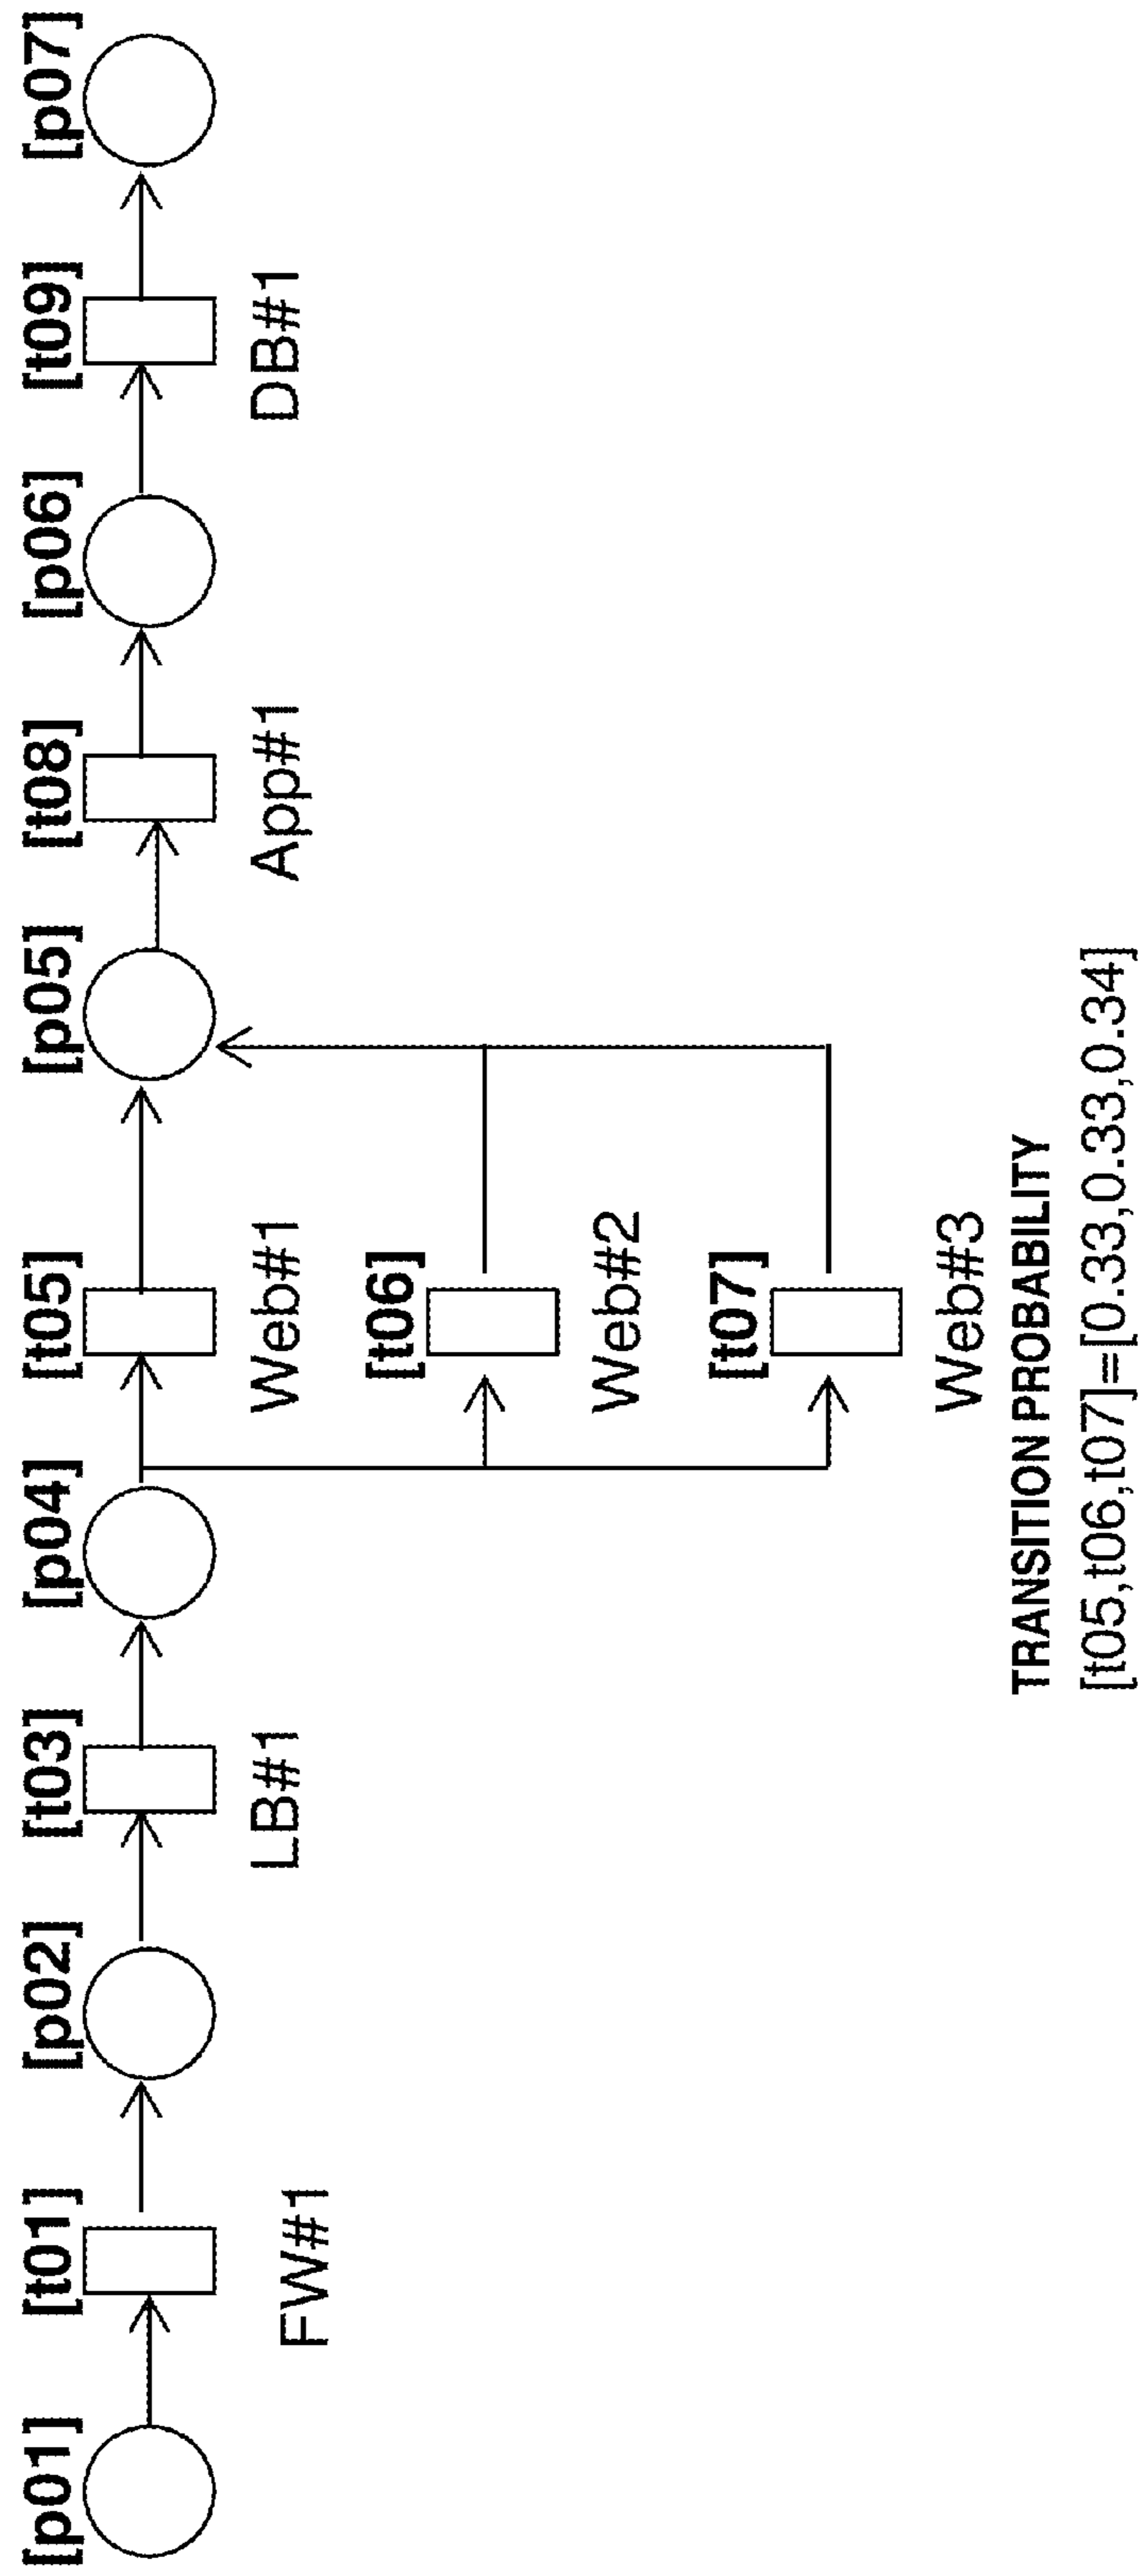 [p01] [t01] [p02] [t03] [p04] [t05] [p05] [t08] [p06] [t09] [p07]
FW#1 LB#1 Web#1 App#1 DB#1
[t06]
Web#2
[t07]
Web#3
TRANSITION PROBABILITY
[t05,t06,t07]=[0.33,0.33,0.34]